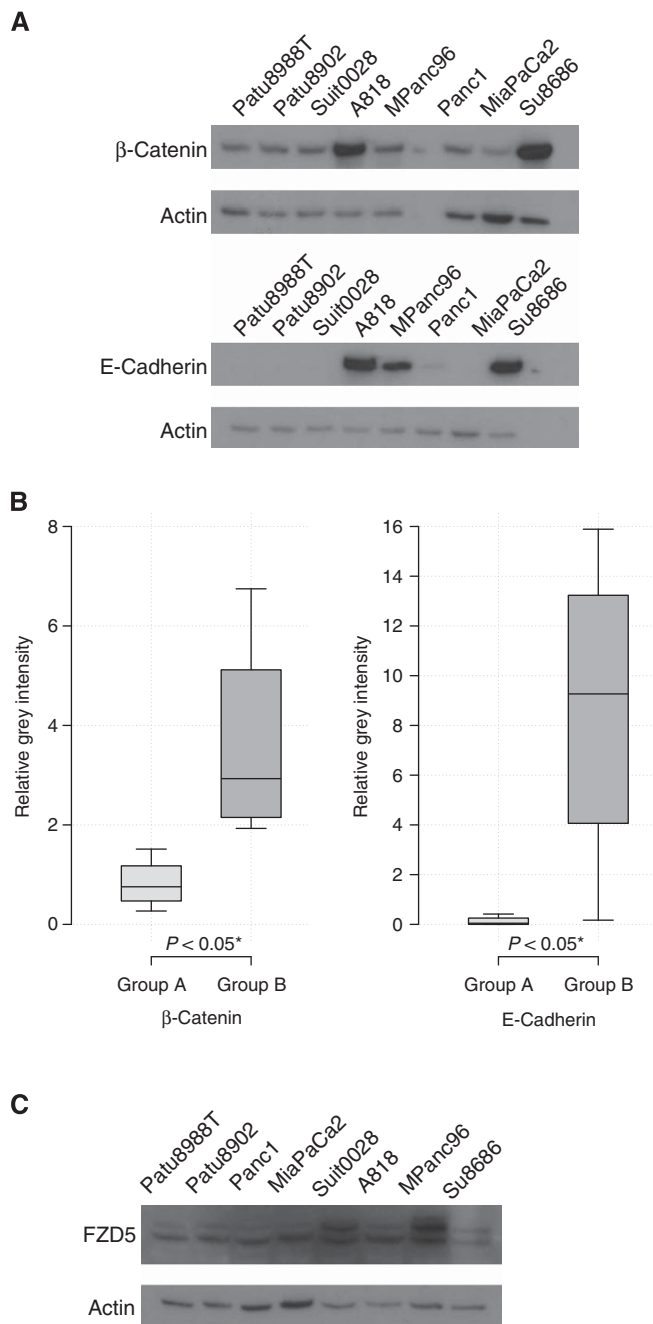 A
Patu8988T
Patu8902
Suit0028
A818
MPanc96
Panc1
MiaPaCa2
Su8686
β-Catenin
Actin
Patu8988T
Patu8902
Suit0028
A818
MPanc96
Panc1
MiaPaCa2
Su8686
E-Cadherin
Actin
B
Relative grey intensity
8
6
4
2
0
P < 0.05*
Group A Group B
β-Catenin
Relative grey intensity
16
14
12
10
8
6
4
2
0
P < 0.05*
Group A Group B
E-Cadherin
C
Patu8988T
Patu8902
Panc1
MiaPaCa2
Suit0028
A818
MPanc96
Su8686
FZD5
Actin